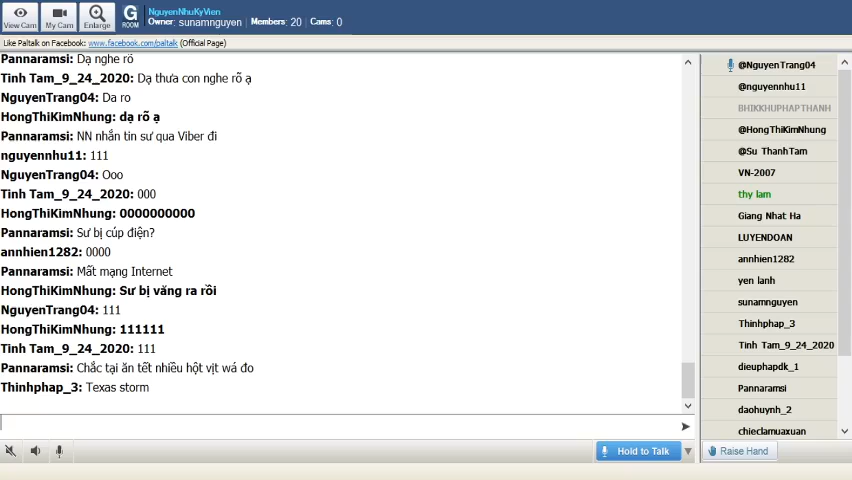 View Cam
My Cam
Enlarge
G
ROOM
NguyenNhuKyVien
Owner: sunamnguyen Members: 20 Cams: 0
Like Paltalk on Facebook: www.facebook.com/paltalk (Official Page)
Pannaramsi: Dạ nghe rõ
Tinh Tam_9_24_2020: Dạ thưa con nghe rõ ạ
NguyenTrang04: Da ro
HongThiKimNhung: dạ rõ ạ
Pannaramsi: NN nhắn tin sư qua Viber đi
nguyennhu11: 111
NguyenTrang04: Ooo
Tinh Tam_9_24_2020: 000
HongThiKimNhung: 0000000000
Pannaramsi: Sư bị cúp điện?
annhien1282: 0000
Pannaramsi: Mất mạng Internet
HongThiKimNhung: Sư bị văng ra rồi
NguyenTrang04: 111
HongThiKimNhung: 111111
Tinh Tam_9_24_2020: 111
Pannaramsi: Chắc tại ăn tết nhiều hột vịt wá đo
Thinhphap_3: Texas storm
Hold to Talk
@NguyenTrang04
@nguyennhu11
BHIKKHUPHAPTHANH
@HongThiKimNhung
@Su ThanhTam
VN-2007
thy lam
Giang Nhat Ha
LUYENDOAN
annhien1282
yen lanh
sunamnguyen
Thinhphap_3
Tinh Tam_9_24_2020
dieuphapdk_1
Pannaramsi
daohuynh_2
chieclamuaxuan
Raise Hand